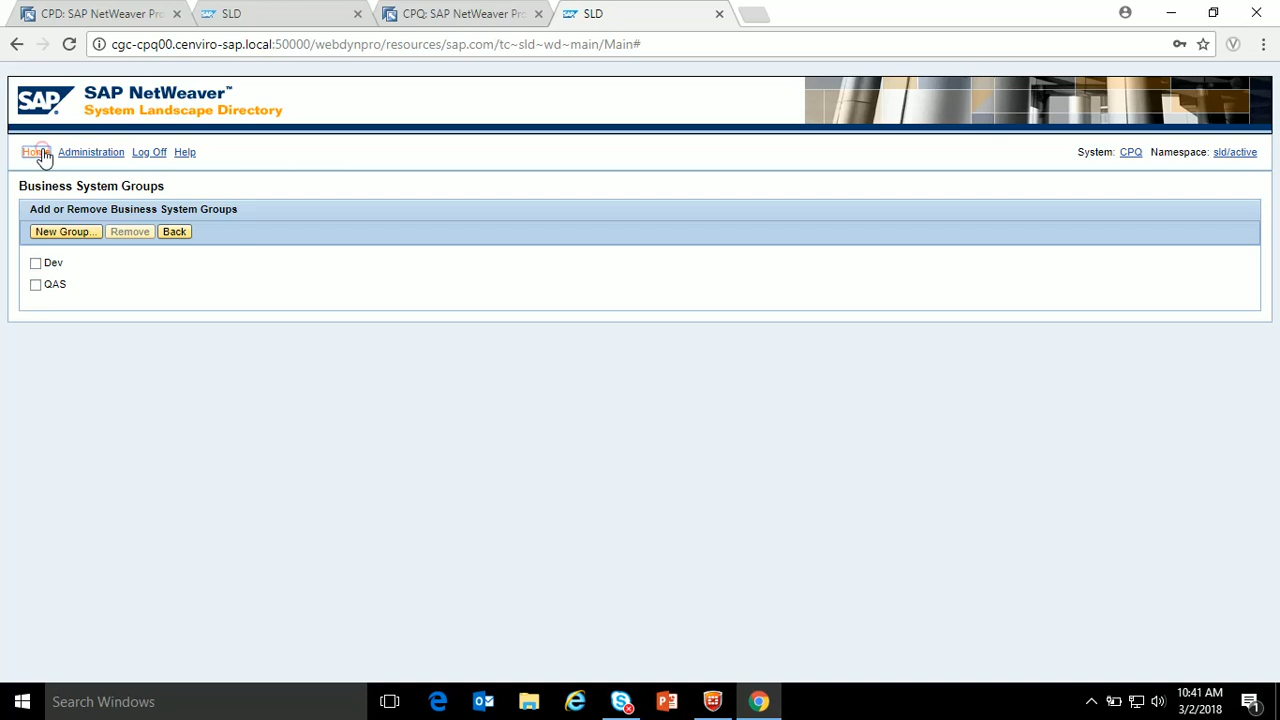 CPD: SAP NetWeaver Pro
SLD
CPQ: SAP NetWeaver Pro
SLD
cgc-cpq00.cenviro-sap.local:50000/webdynpro/resources/sap.com/tc~sld~wd~main/Main#
SAP
SAP NetWeaver™
System Landscape Directory
Administration Log Off Help
System: CPQ Namespace: sld/active
Business System Groups
Add or Remove Business System Groups
New Group... Remove Back
Dev
QAS
Search Windows
10:41 AM
3/2/2018